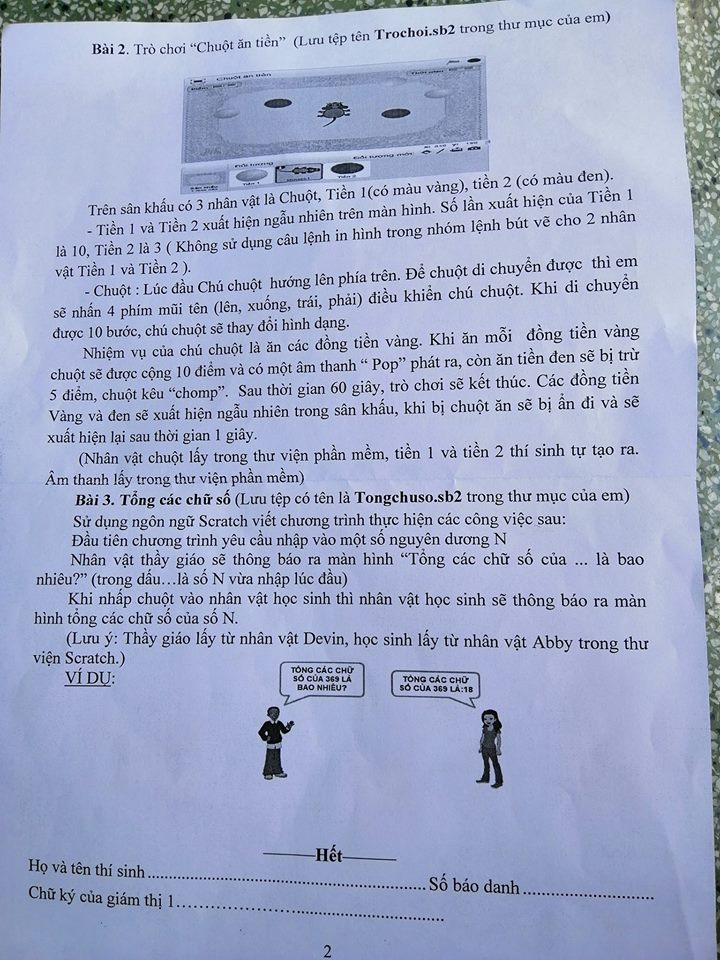 Bài 2. Trò chơi “Chuột ăn tiền” (Lưu tệp tên Trochoi.sb2 trong thư mục của em)
Chuột ăn tiền
Đối tượng
Đối tượng mới:
Tiền 1
Tiền 2
Trên sân khấu có 3 nhân vật là Chuột, Tiền 1(có màu vàng), tiền 2 (có màu đen).
- Tiền 1 và Tiền 2 xuất hiện ngẫu nhiên trên màn hình. Số lần xuất hiện của Tiền 1
là 10, Tiền 2 là 3 ( Không sử dụng câu lệnh in hình trong nhóm lệnh bút vẽ cho 2 nhân
vật Tiền 1 và Tiền 2 ).
- Chuột : Lúc đầu Chú chuột hướng lên phía trên. Để chuột di chuyển được thì em
sẽ nhấn 4 phím mũi tên (lên, xuống, trái, phải) điều khiển chú chuột. Khi di chuyển
được 10 bước, chú chuột sẽ thay đổi hình dạng.
Nhiệm vụ của chú chuột là ăn các đồng tiền vàng. Khi ăn mỗi đồng tiền vàng
chuột sẽ được cộng 10 điểm và có một âm thanh “ Pop” phát ra, còn ăn tiền đen sẽ bị trừ
5 điểm, chuột kêu “chomp”. Sau thời gian 60 giây, trò chơi sẽ kết thúc. Các đồng tiền
Vàng và đen sẽ xuất hiện ngẫu nhiên trong sân khấu, khi bị chuột ăn sẽ bị ẩn đi và sẽ
xuất hiện lại sau thời gian 1 giây.
(Nhân vật chuột lấy trong thư viện phần mềm, tiền 1 và tiền 2 thí sinh tự tạo ra.
Âm thanh lấy trong thư viện phần mềm)
Bài 3. Tổng các chữ số (Lưu tệp có tên là Tongchuso.sb2 trong thư mục của em)
Sử dụng ngôn ngữ Scratch viết chương trình thực hiện các công việc sau:
Đầu tiên chương trình yêu cầu nhập vào một số nguyên dương N
Nhân vật thầy giáo sẽ thông báo ra màn hình “Tổng các chữ số của ... là bao
nhiêu?” (trong dấu…là số N vừa nhập lúc đầu)
Khi nhấp chuột vào nhân vật học sinh thì nhân vật học sinh sẽ thông báo ra màn
hình tổng các chữ số của số N.
(Lưu ý: Thầy giáo lấy từ nhân vật Devin, học sinh lấy từ nhân vật Abby trong thư
viện Scratch.)
VÍ DỤ:
TỔNG CÁC CHỮ
SỐ CỦA 369 LÀ
BAO NHIÊU?
TỔNG CÁC CHỮ
SỐ CỦA 369 LÀ:18
Hết
Họ và tên thí sinh ........ Số báo danh ........
Chữ ký của giám thị 1........
2